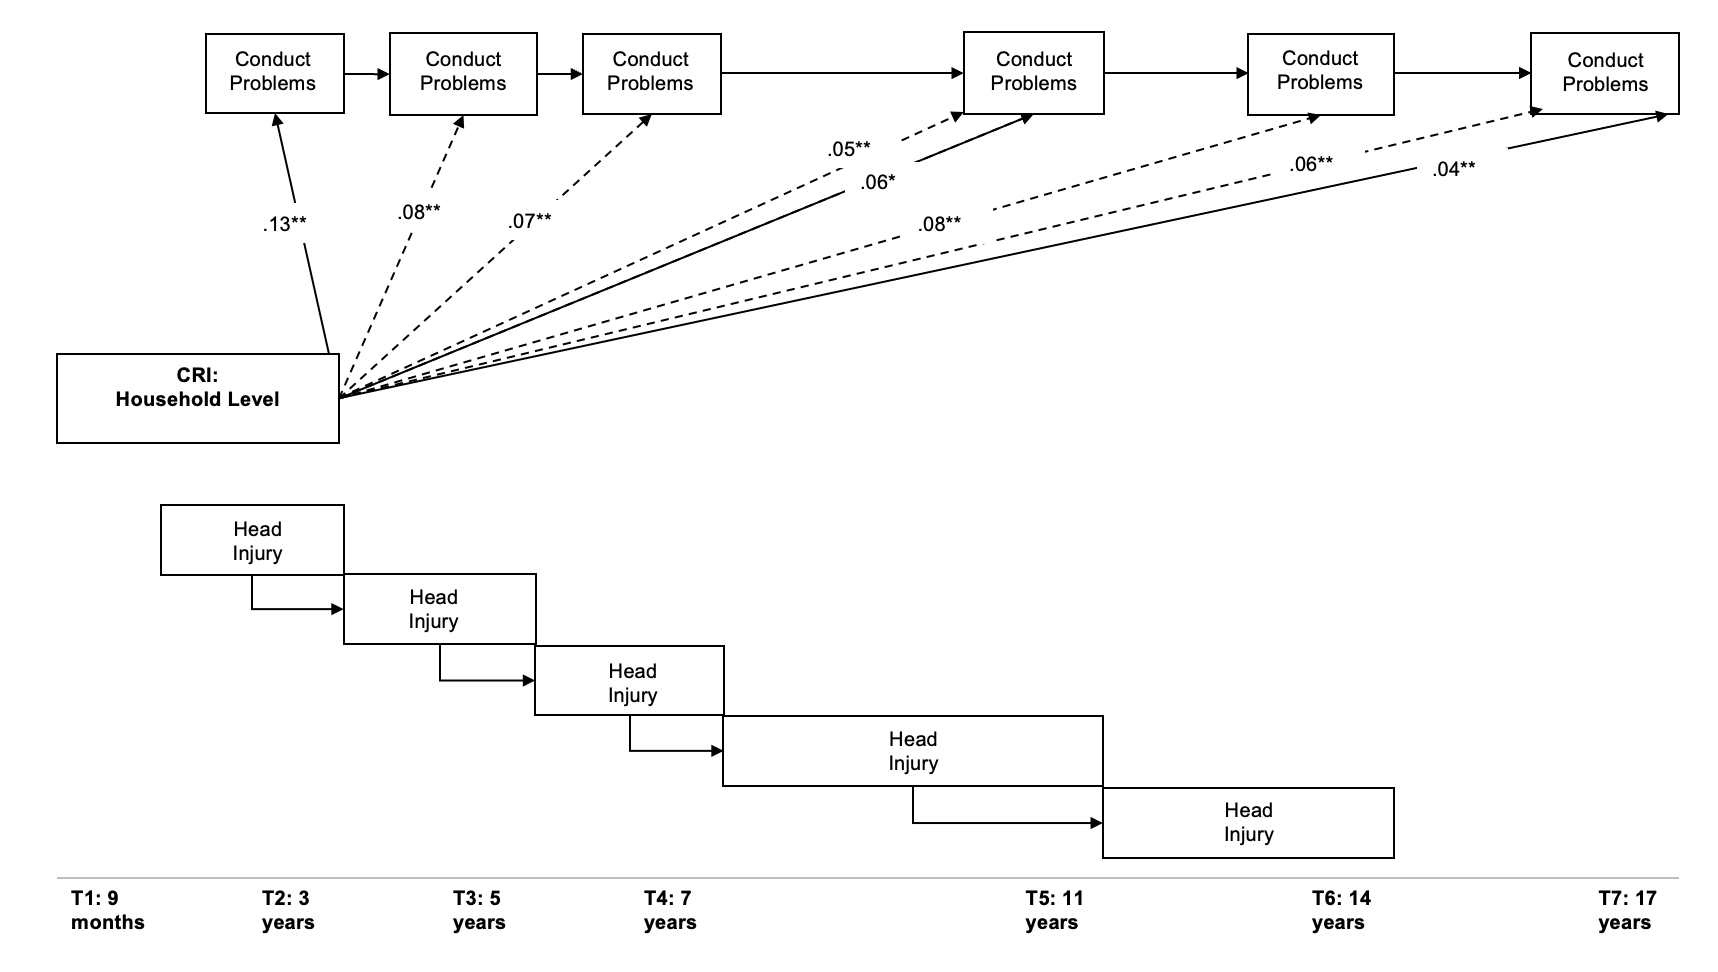 Conduct
Problems
Conduct
Problems
Conduct
Problems
Conduct
Problems
Conduct
Problems
Conduct
Problems
.05**
.06*
.06**
.04**
.13**
.08**
.07**
.08**
CRI:
Household Level
Head
Injury
Head
Injury
Head
Injury
Head
Injury
Head
Injury
T1: 9
months
T2: 3
years
T3: 5
years
T4: 7
years
T5: 11
years
T6: 14
years
T7: 17
years